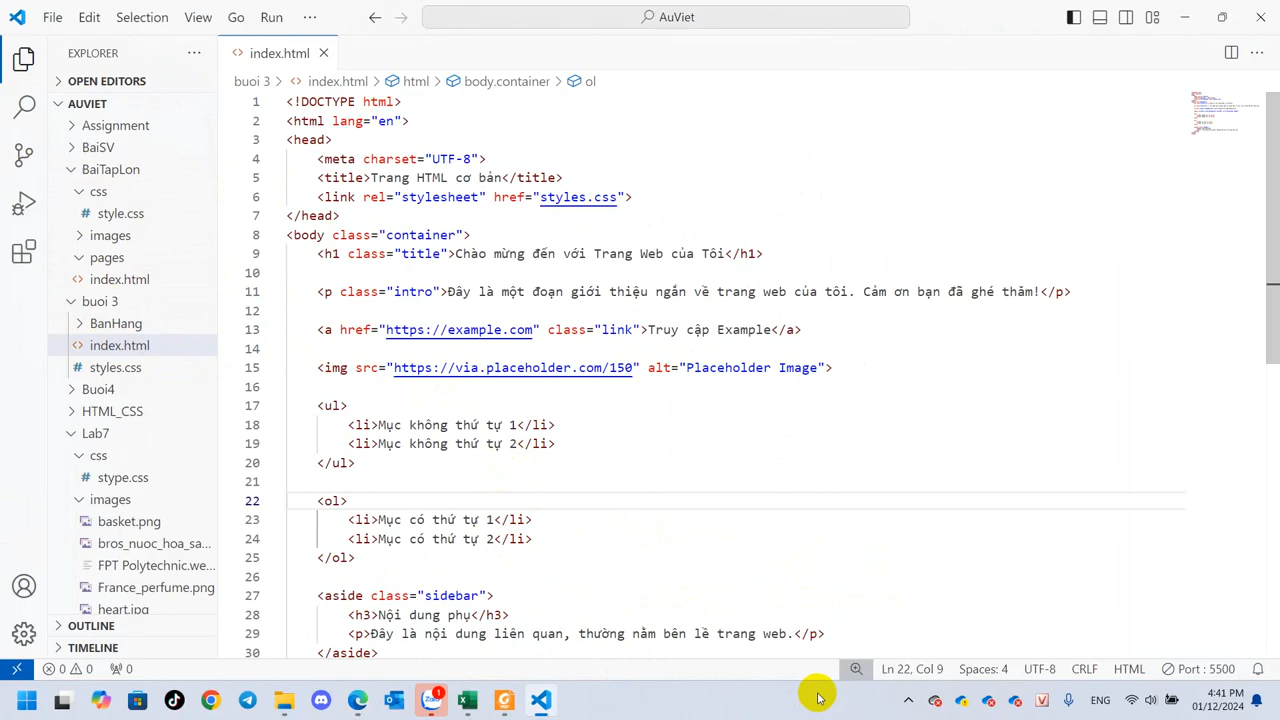 File Edit Selection View Go Run ··· AuViet
EXPLORER ···
OPEN EDITORS
AUVIET
Assignment
BaiSV
BaiTapLon
css
# style.css
images
pages
<> index.html
buoi 3
BanHang
<> index.html
# styles.css
Buoi4
HTML_CSS
Lab7
css
# stype.css
images
basket.png
bros_nuoc_hoa_sa...
FPT Polytechnic.we...
France_perfume.png
heart.jpg
OUTLINE
TIMELINE
<> index.html
buoi 3 > <> index.html > html > body.container > ol
1 <!DOCTYPE html>
2 <html lang="en">
3 <head>
4 <meta charset="UTF-8">
5 <title>Trang HTML cơ bản</title>
6 <link rel="stylesheet" href="styles.css">
7 </head>
8 <body class="container">
9 <h1 class="title">Chào mừng đến với Trang Web của Tôi</h1>
10
11 <p class="intro">Đây là một đoạn giới thiệu ngắn về trang web của tôi. Cảm ơn bạn đã ghé thăm!</p>
12
13 <a href="https://example.com" class="link">Truy cập Example</a>
14
15 <img src="https://via.placeholder.com/150" alt="Placeholder Image">
16
17 <ul>
18 <li>Mục không thứ tự 1</li>
19 <li>Mục không thứ tự 2</li>
20 </ul>
21
22 <ol>
23 <li>Mục có thứ tự 1</li>
24 <li>Mục có thứ tự 2</li>
25 </ol>
26
27 <aside class="sidebar">
28 <h3>Nội dung phụ</h3>
29 <p>Đây là nội dung liên quan, thường nằm bên lề trang web.</p>
30 </aside>
0 0 0 Ln 22, Col 9 Spaces: 4 UTF-8 CRLF HTML Port : 5500
Zalo 1 ENG 4:41 PM
01/12/2024